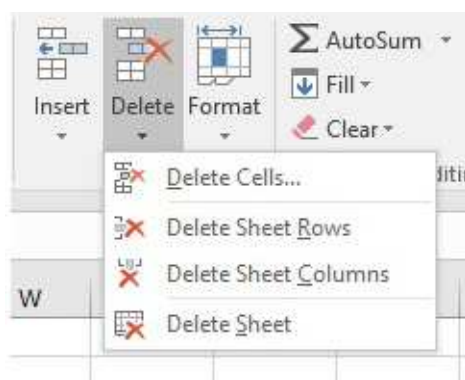 AutoSum
Fill
Insert Delete Format
Clear
Delete Cells...
Delete Sheet Rows
Delete Sheet Columns
W
Delete Sheet